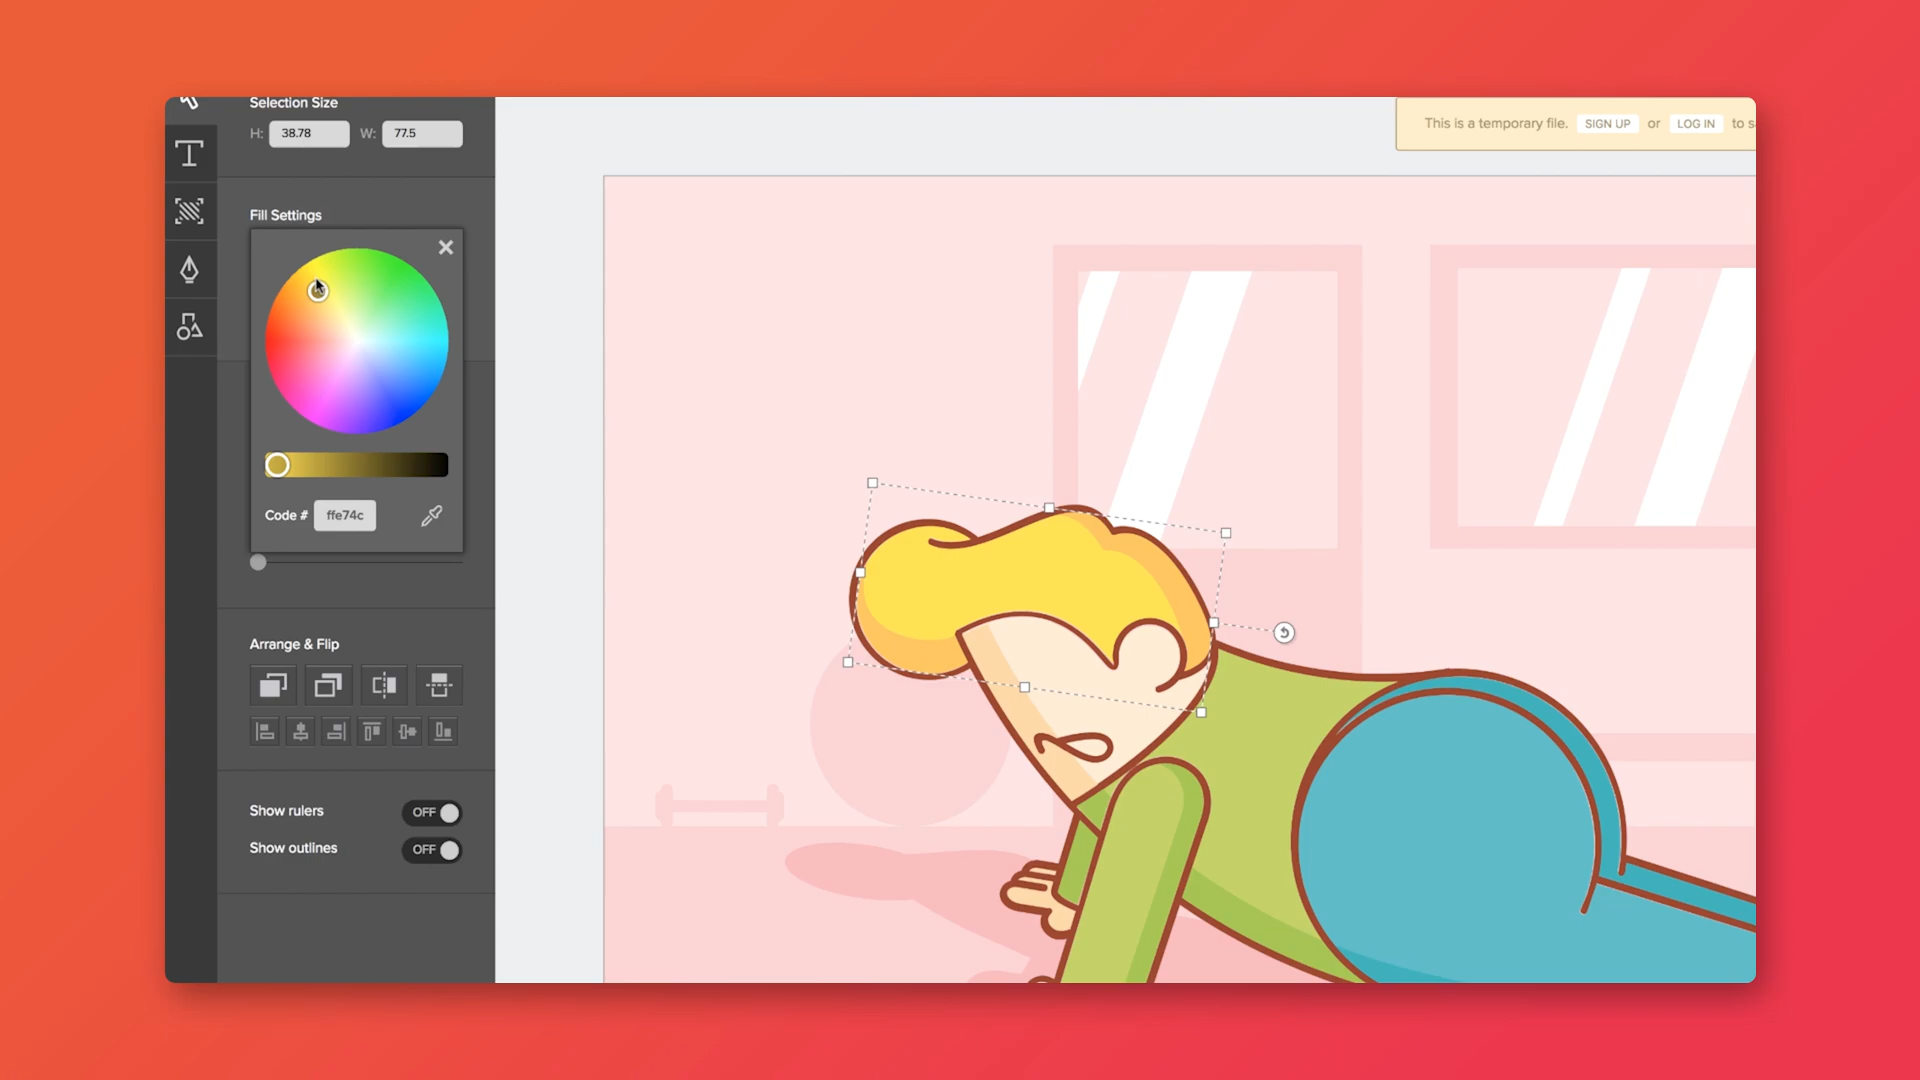 Selection Size
H: 38.78 W: 77.5
This is a temporary file. SIGN UP or LOG IN to s
Fill Settings
Code # ffe74c
Arrange & Flip
Show rulers OFF
Show outlines OFF